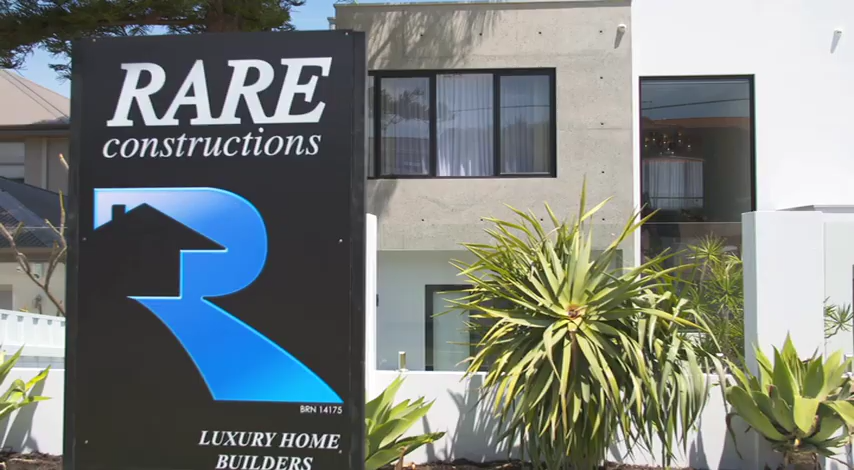 RARE
constructions
BRN 14175
LUXURY HOME
BUILDERS